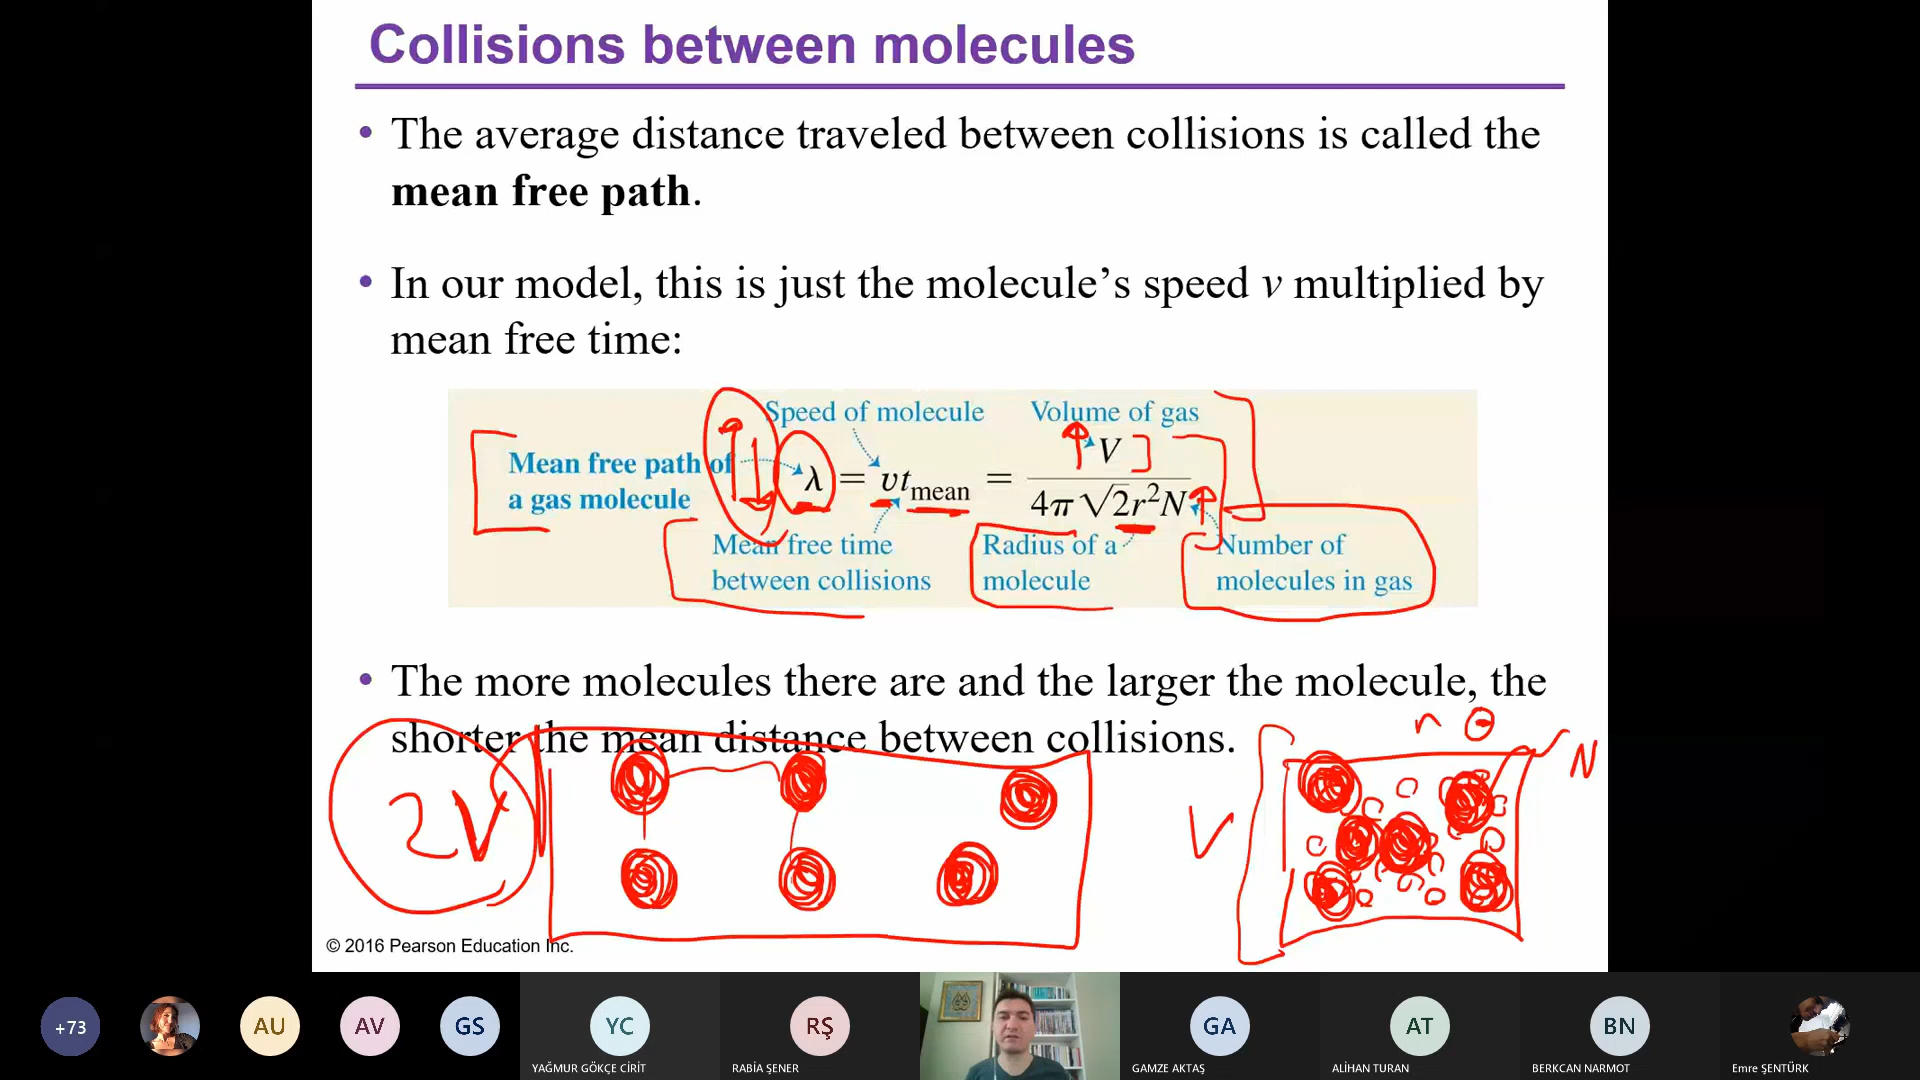 Collisions between molecules
• The average distance traveled between collisions is called the
mean free path.
• In our model, this is just the molecule's speed v multiplied by
mean free time:
Speed of molecule
Volume of gas
Mean free path of
a gas molecule
λ = vt_mean = V / 4π√2r²N
Mean free time
between collisions
Radius of a
molecule
Number of
molecules in gas
• The more molecules there are and the larger the molecule, the
shorter the mean distance between collisions.
2V
V
r
N
© 2016 Pearson Education Inc.
+73
AU
AV
GS
YC
YAĞMUR GÖKÇE CİRİT
RŞ
RABİA ŞENER
GA
GAMZE AKTAŞ
AT
ALİHAN TURAN
BN
BERKCAN NARMOT
Emre ŞENTÜRK